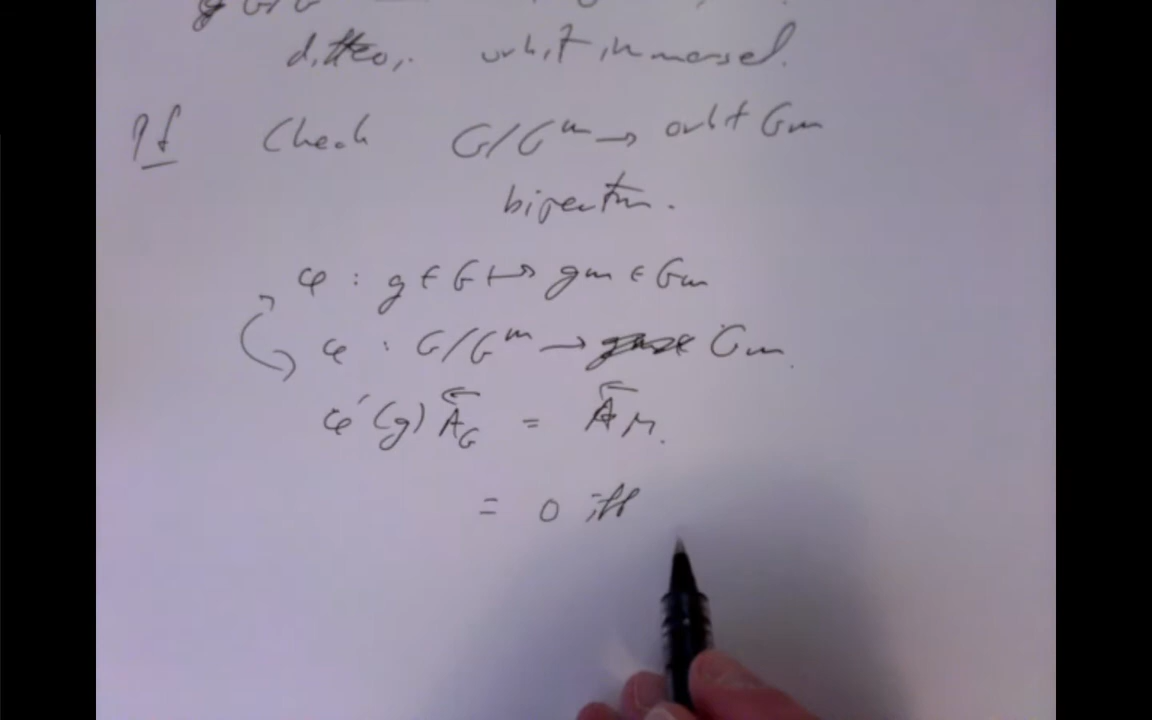 G/G
ditto, orbit immersed.
Pf Check G/G^m → orbit Gm
bijection.
φ : g ∈ G ↦ gm ∈ Gm
φ : G/G^m → Gm.
φ'(g) A_G = A_M.
= 0 iff